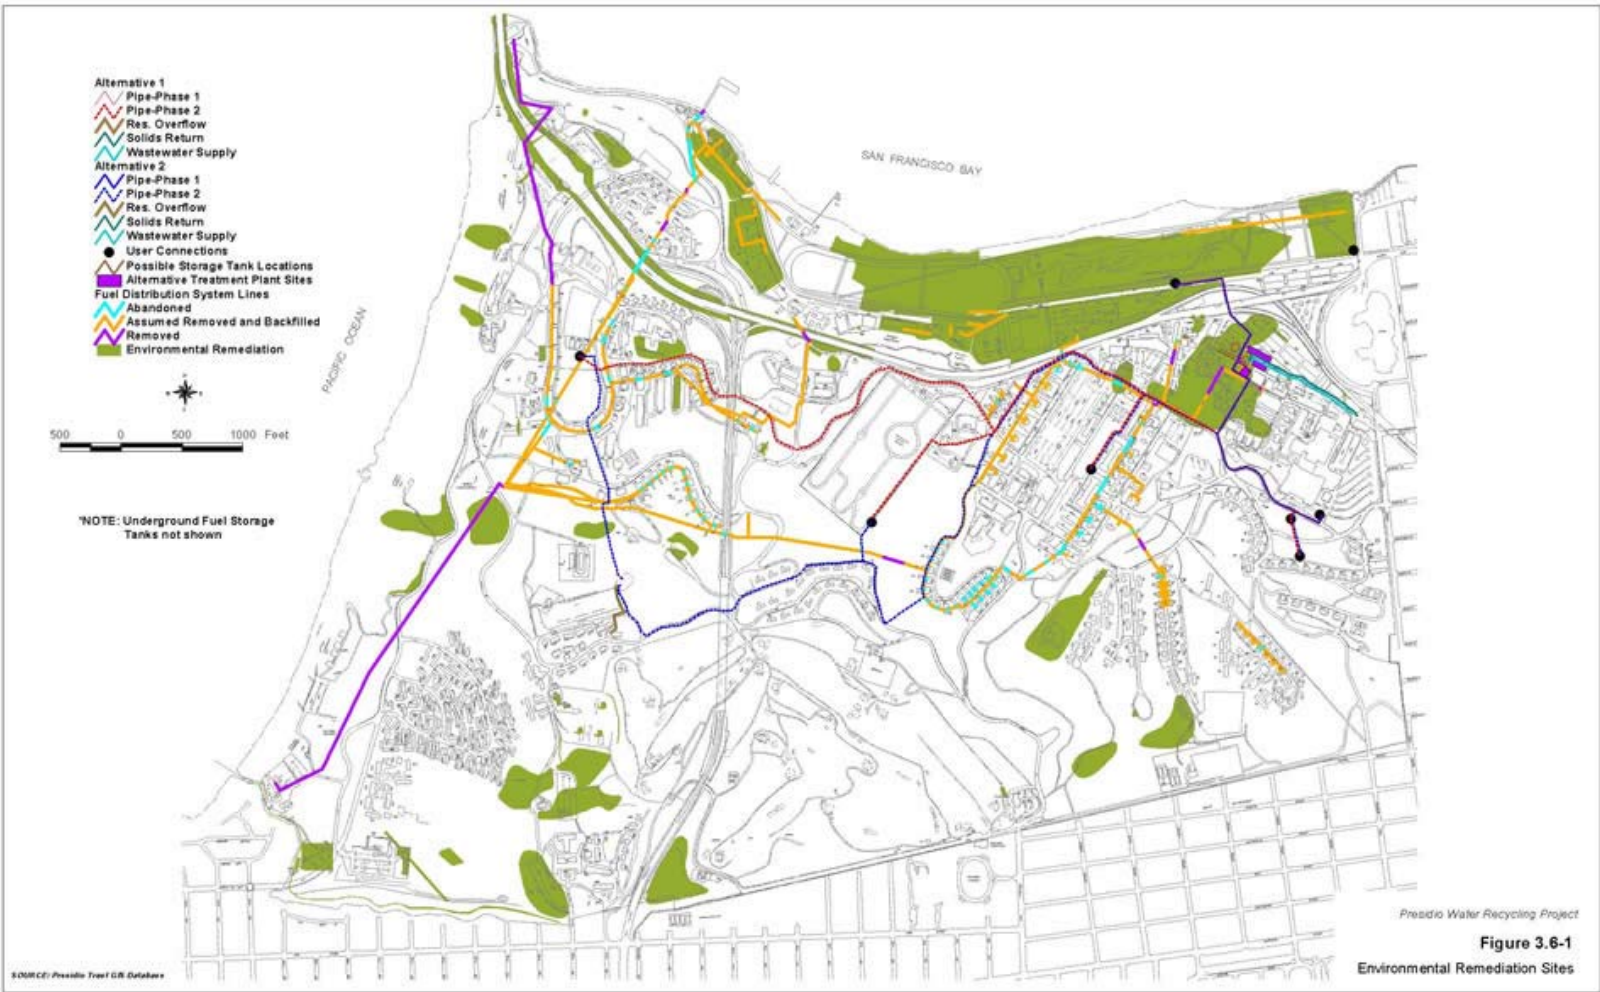 Alternative 1
Pipe-Phase 1
Pipe-Phase 2
Res. Overflow
Solids Return
Wastewater Supply
Alternative 2
Pipe-Phase 1
Pipe-Phase 2
Res. Overflow
Solids Return
Wastewater Supply
User Connections
Possible Storage Tank Locations
Alternative Treatment Plant Sites
Fuel Distribution System Lines
Abandoned
Assumed Removed and Backfilled
Removed
Environmental Remediation
500 0 500 1000 Feet
*NOTE: Underground Fuel Storage
Tanks not shown
PACIFIC OCEAN
SAN FRANCISCO BAY
Presidio Water Recycling Project
Figure 3.6-1
Environmental Remediation Sites
SOURCE: Presidio Trust GIS Database